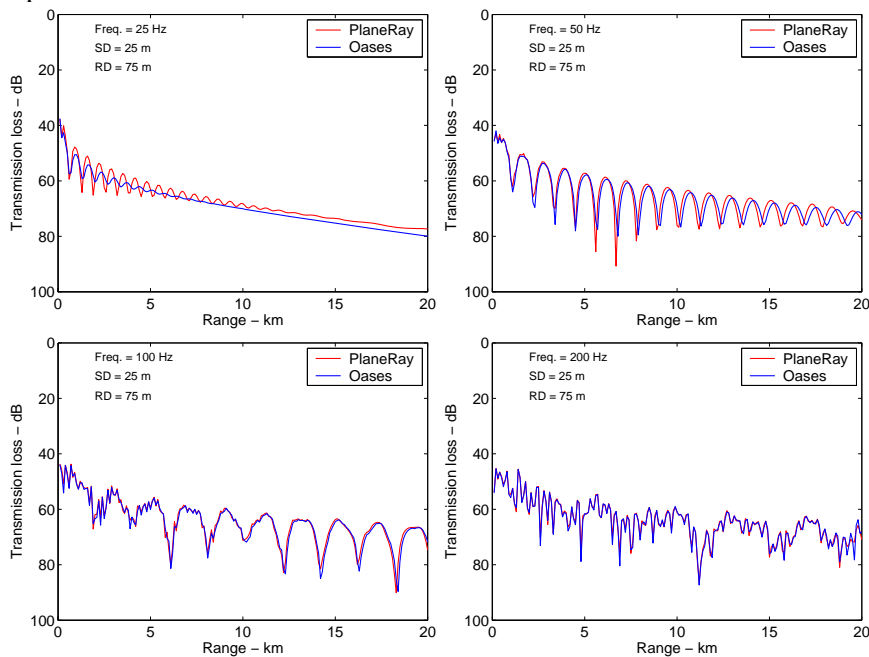 Freq. = 25 Hz
SD = 25 m
RD = 75 m
PlaneRay
Oases
0
20
40
60
80
100
Transmission loss – dB
0 5 10 15 20
Range – km
Freq. = 50 Hz
SD = 25 m
RD = 75 m
PlaneRay
Oases
0
20
40
60
80
100
Transmission loss – dB
0 5 10 15 20
Range – km
Freq. = 100 Hz
SD = 25 m
RD = 75 m
PlaneRay
Oases
0
20
40
60
80
100
Transmission loss – dB
0 5 10 15 20
Range – km
Freq. = 200 Hz
SD = 25 m
RD = 75 m
PlaneRay
Oases
0
20
40
60
80
100
Transmission loss – dB
0 5 10 15 20
Range – km